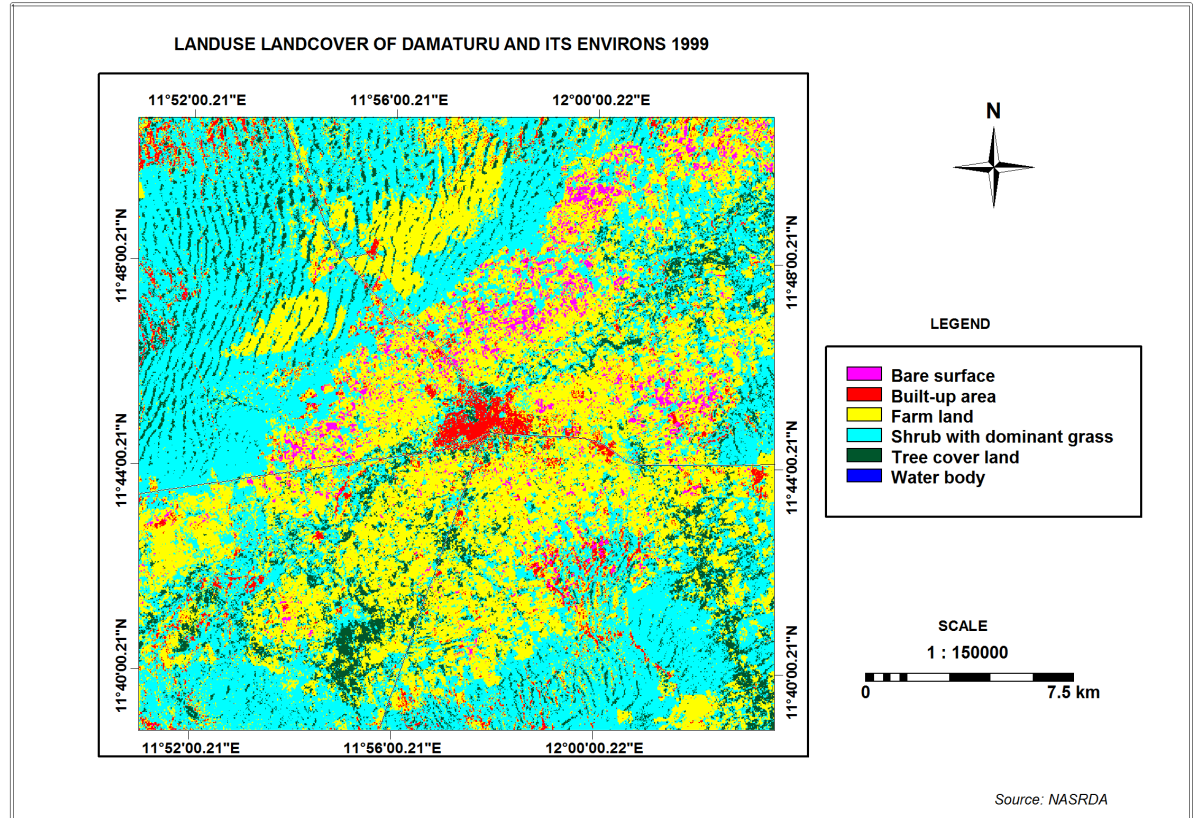 LANDUSE LANDCOVER OF DAMATURU AND ITS ENVIRONS 1999
11°52'00.21"E 11°56'00.21"E 12°00'00.22"E
N
11°48'00.21"N
11°48'00.21"N
LEGEND
Bare surface
Built-up area
Farm land
Shrub with dominant grass
Tree cover land
Water body
11°44'00.21"N
11°44'00.21"N
11°40'00.21"N
11°40'00.21"N
SCALE
1 : 150000
0 7.5 km
11°52'00.21"E 11°56'00.21"E 12°00'00.22"E
Source: NASRDA